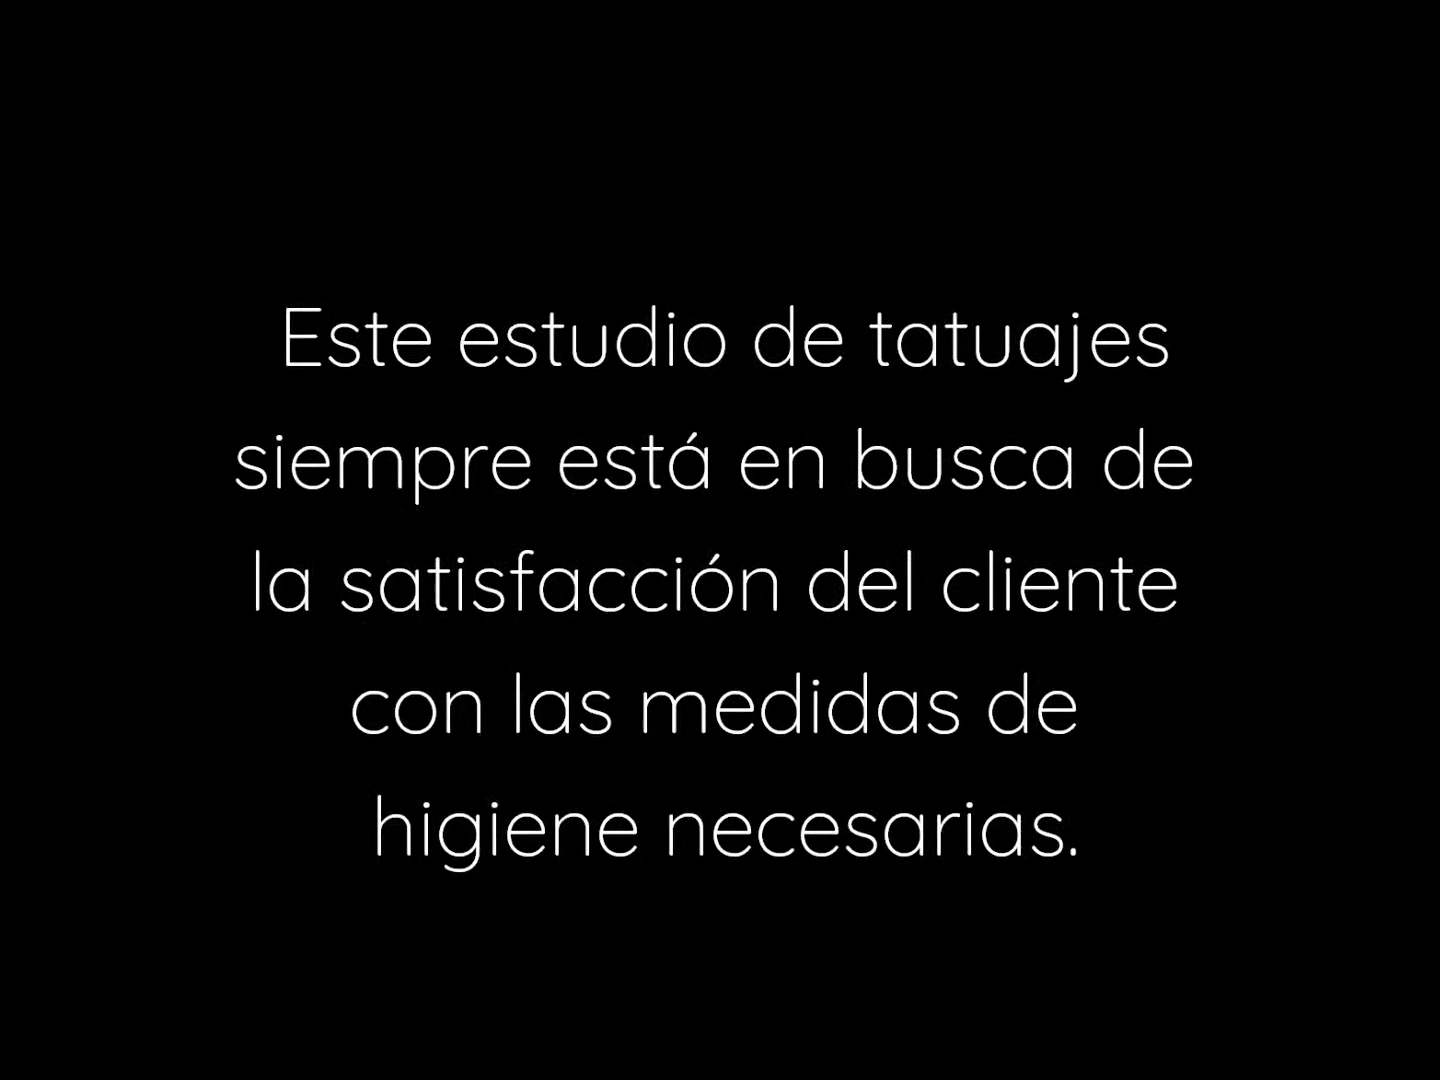 Este estudio de tatuajes
siempre está en busca de
la satisfacción del cliente
con las medidas de
higiene necesarias.